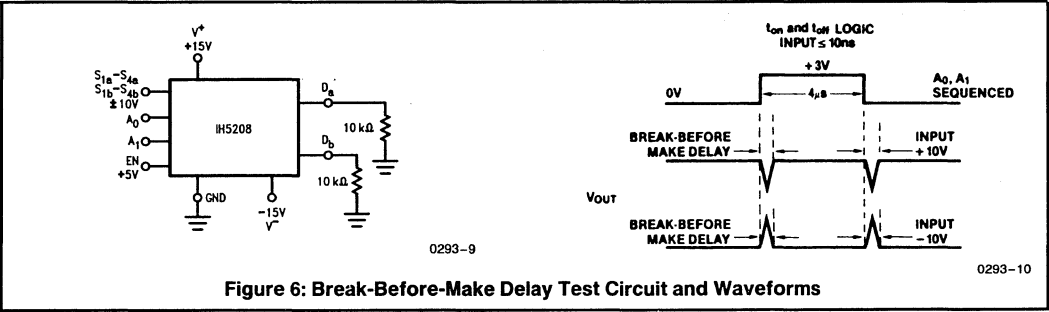 V+
+15V
S1a–S4a
S1b–S4b
±10V
A0
A1
EN
+5V
IH5208
Da
10 kΩ
Db
10 kΩ
GND
-15V
V−
0293–9
ton and toff LOGIC
INPUT ≤ 10ns
+3V
0V
4μs
A0, A1
SEQUENCED
BREAK-BEFORE
MAKE DELAY
INPUT
+10V
VOUT
BREAK-BEFORE
MAKE DELAY
INPUT
−10V
0293–10
Figure 6: Break-Before-Make Delay Test Circuit and Waveforms